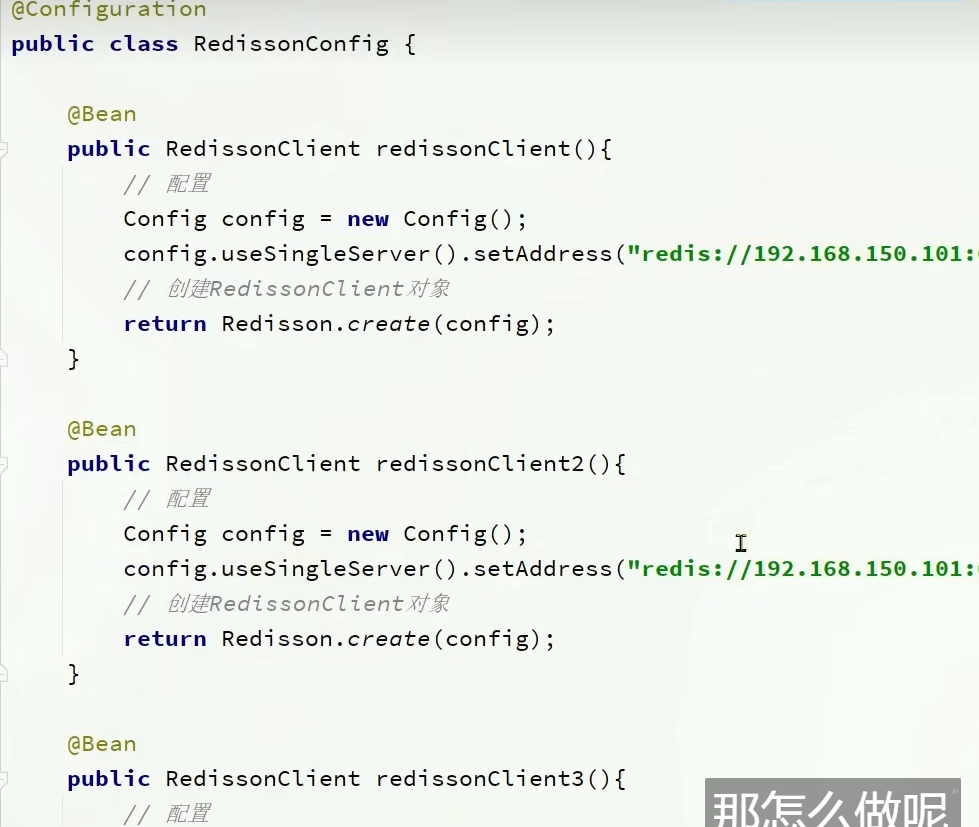 @Configuration
public class RedissonConfig {
@Bean
public RedissonClient redissonClient(){
// 配置
Config config = new Config();
config.useSingleServer().setAddress("redis://192.168.150.101:
// 创建RedissonClient对象
return Redisson.create(config);
}
@Bean
public RedissonClient redissonClient2(){
// 配置
Config config = new Config();
config.useSingleServer().setAddress("redis://192.168.150.101:
// 创建RedissonClient对象
return Redisson.create(config);
}
@Bean
public RedissonClient redissonClient3(){
// 配置
那怎么做呢